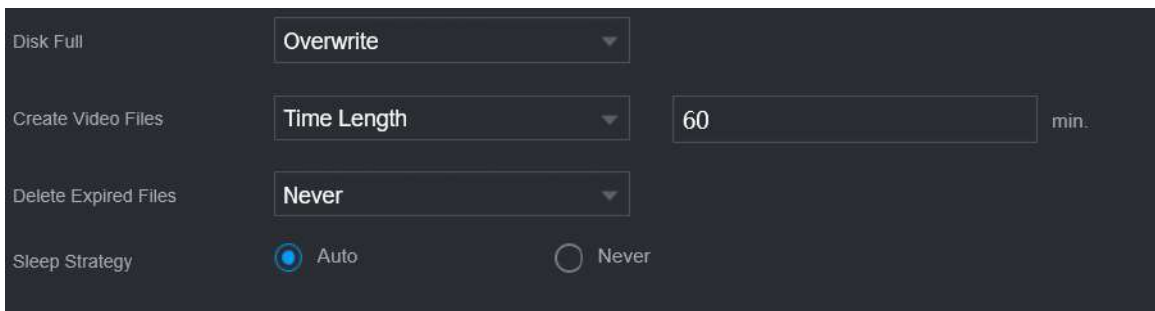 Disk Full Overwrite
Create Video Files Time Length 60 min.
Delete Expired Files Never
Sleep Strategy Auto Never